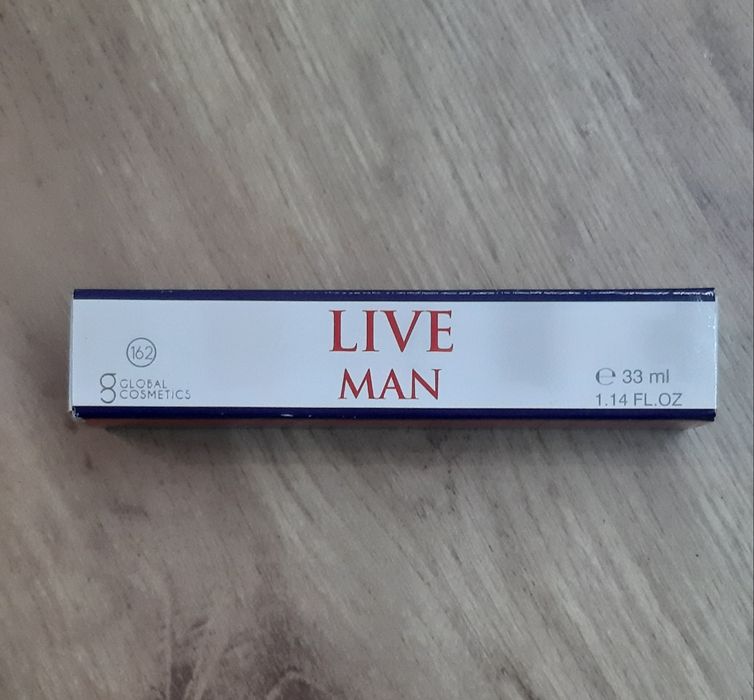 LIVE
MAN
162
GLOBAL
COSMETICS
℮ 33 ml
1.14 FL.OZ